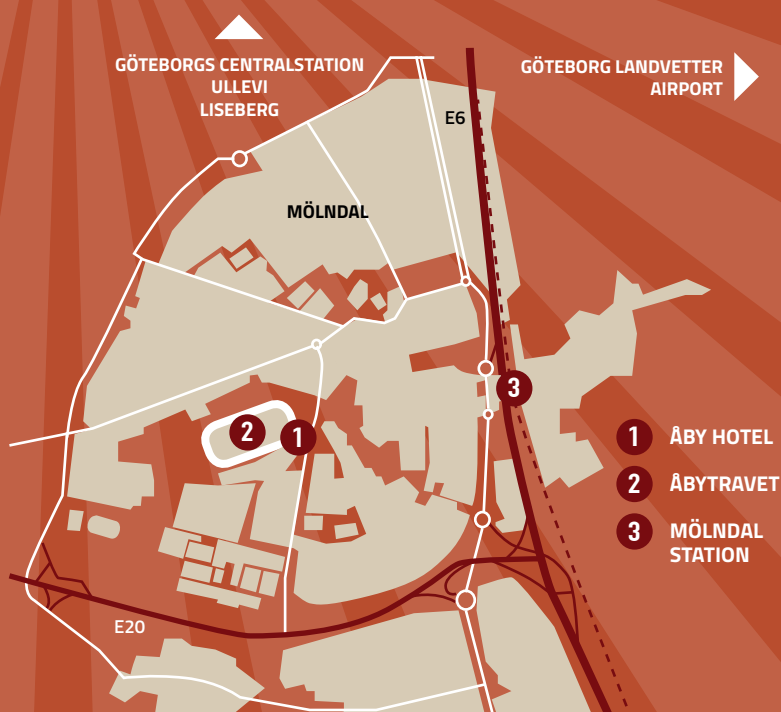 GÖTEBORGS CENTRALSTATION
ULLEVI
LISEBERG
GÖTEBORG LANDVETTER
AIRPORT
E6
MÖLNDAL
3
2
1
1 ÅBY HOTEL
2 ÅBYTRAVET
3 MÖLNDAL
STATION
E20